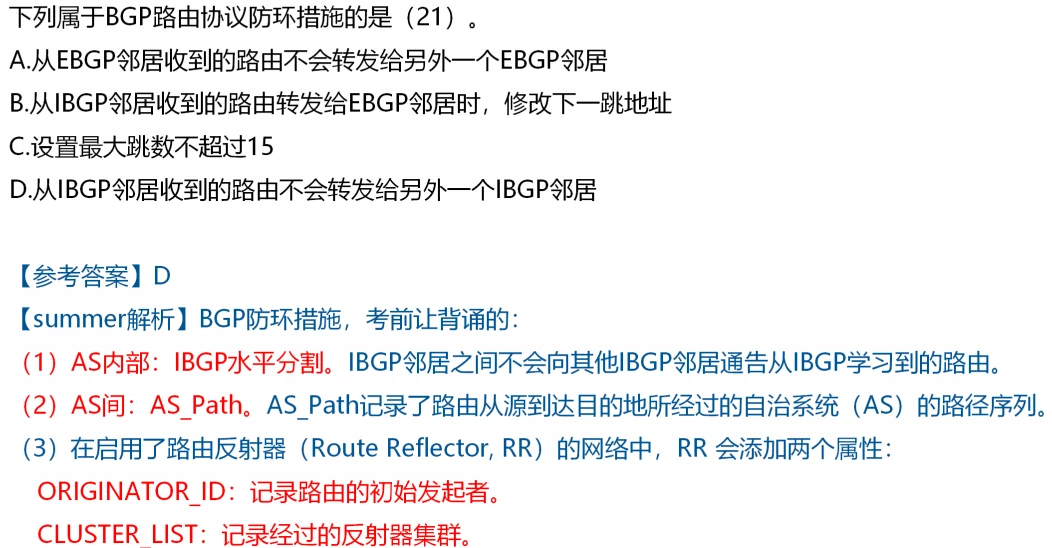 下列属于BGP路由协议防环措施的是（21）。
A.从EBGP邻居收到的路由不会转发给另外一个EBGP邻居
B.从IBGP邻居收到的路由转发给EBGP邻居时，修改下一跳地址
C.设置最大跳数不超过15
D.从IBGP邻居收到的路由不会转发给另外一个IBGP邻居
【参考答案】D
【summer解析】BGP防环措施，考前让背诵的：
（1）AS内部：IBGP水平分割。IBGP邻居之间不会向其他IBGP邻居通告从IBGP学习到的路由。
（2）AS间：AS_Path。AS_Path记录了路由从源到达目的地所经过的自治系统（AS）的路径序列。
（3）在启用了路由反射器（Route Reflector, RR）的网络中，RR 会添加两个属性：
ORIGINATOR_ID：记录路由的初始发起者。
CLUSTER_LIST：记录经过的反射器集群。